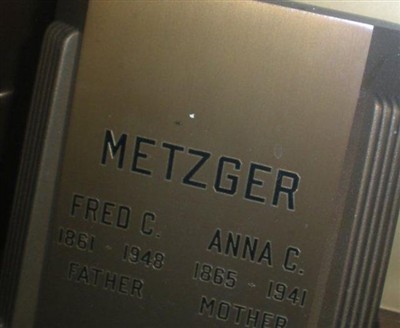 METZGER
FRED C. ANNA C.
1861 - 1948 1865 - 1941
FATHER MOTHER